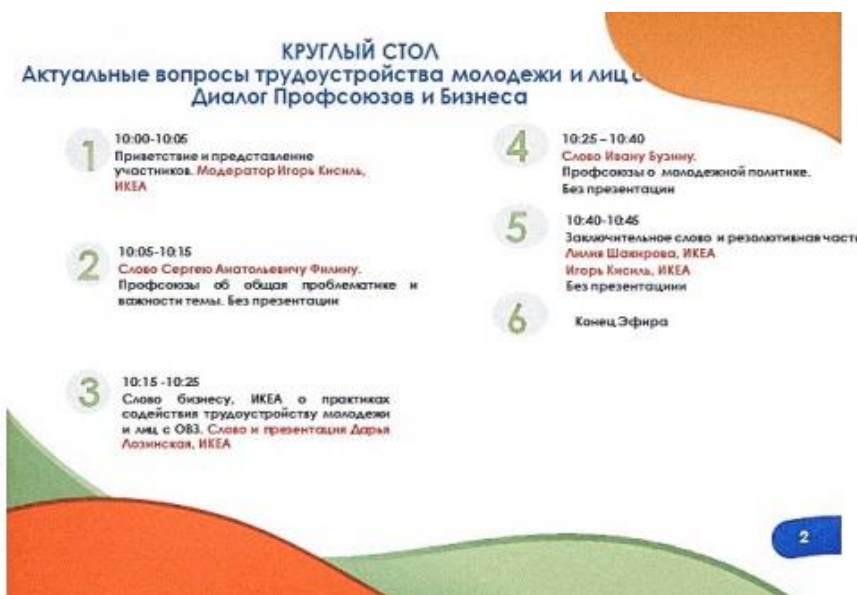 КРУГЛЫЙ СТОЛ
Актуальные вопросы трудоустройства молодежи и лиц с
Диалог Профсоюзов и Бизнеса
1
10:00-10:05
Приветствие и представление
участников. Модератор Игорь Кисиль,
ИКЕА
2
10:05-10:15
Слово Сергею Анатольевичу Филину.
Профсоюзы об общая проблематике и
важности темы. Без презентации
3
10:15 -10:25
Слово бизнесу, ИКЕА о практиках
содействия трудоустройству молодежи
и лиц с ОВЗ. Слово и презентация Дарья
Лозинская, ИКЕА
4
10:25 – 10:40
Слово Ивану Бузину.
Профсоюзы о молодежной политике.
Без презентации
5
10:40-10:45
Заключительное слово и резолютивная часть
Лилия Шакирова, ИКЕА
Игорь Кисиль, ИКЕА
Без презентациии
6
Конец Эфира
2